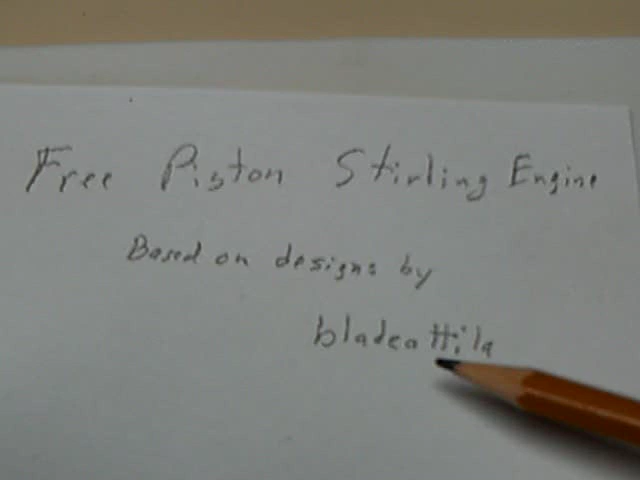 Free Piston Stirling Engine
Based on designs by
bladeattila